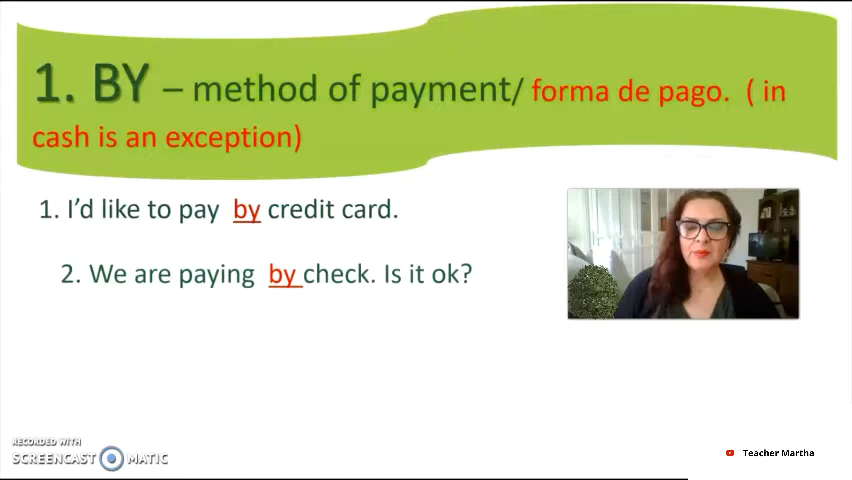 1. BY – method of payment/ forma de pago. ( in
cash is an exception)
1. I'd like to pay by credit card.
2. We are paying by check. Is it ok?
RECORDED WITH
SCREENCAST MATIC
Teacher Martha